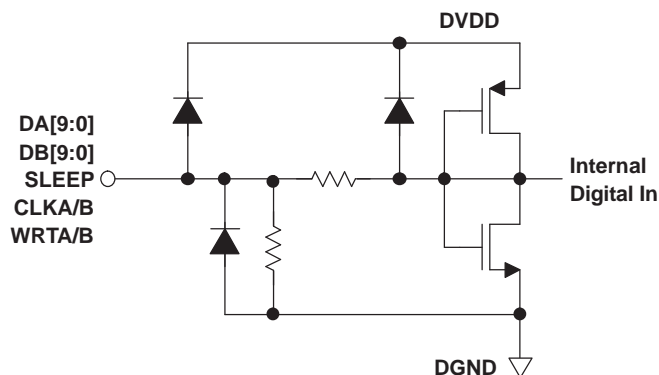 DVDD
DA[9:0]
DB[9:0]
SLEEP
CLKA/B
WRTA/B
Internal
Digital In
DGND